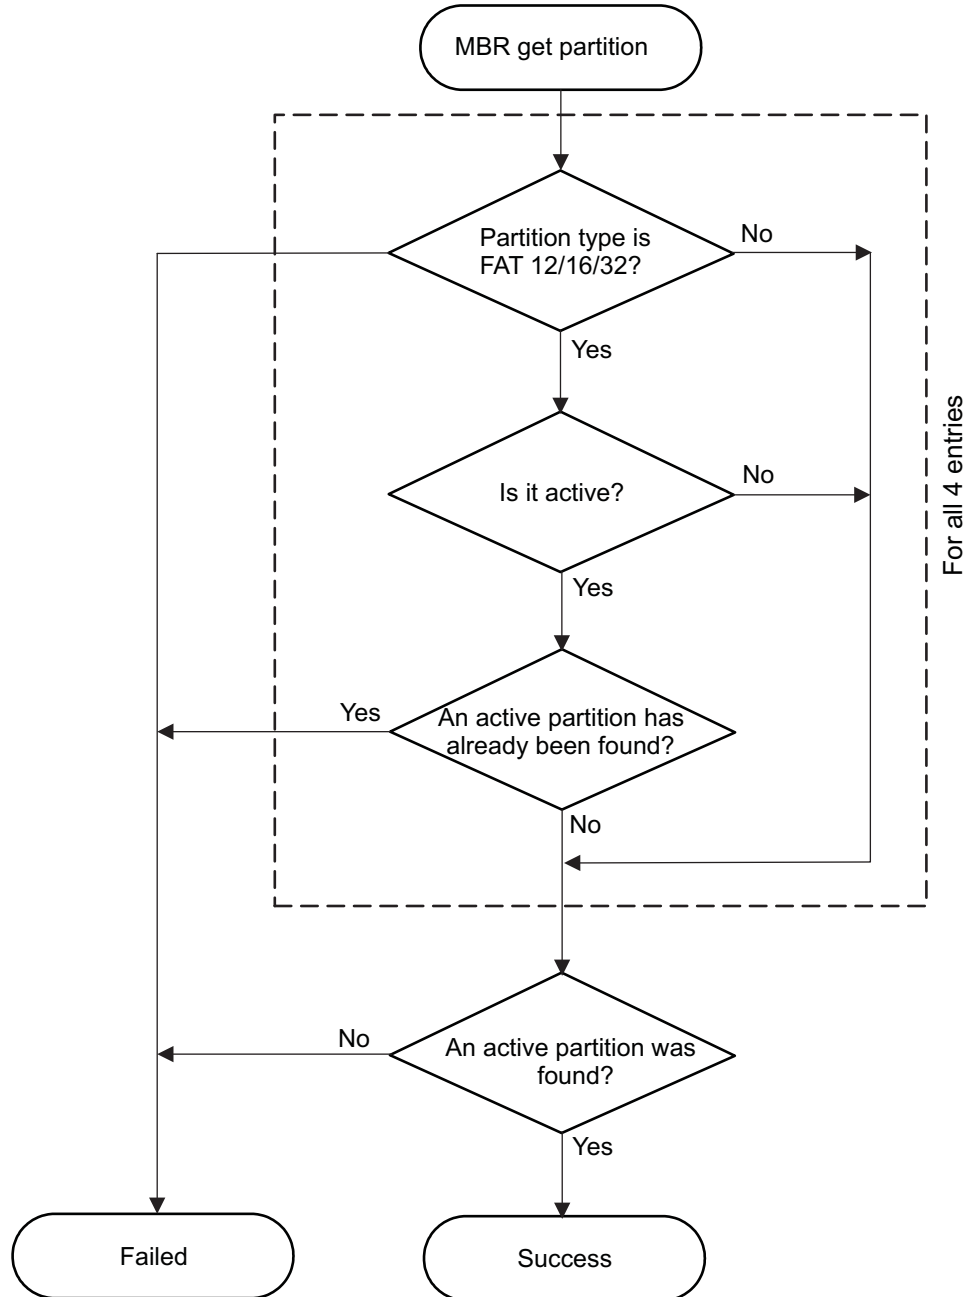 MBR get partition
Partition type is
FAT 12/16/32?
No
Yes
Is it active?
No
Yes
For all 4 entries
An active partition has
already been found?
Yes
No
An active partition was
found?
No
Yes
Failed
Success